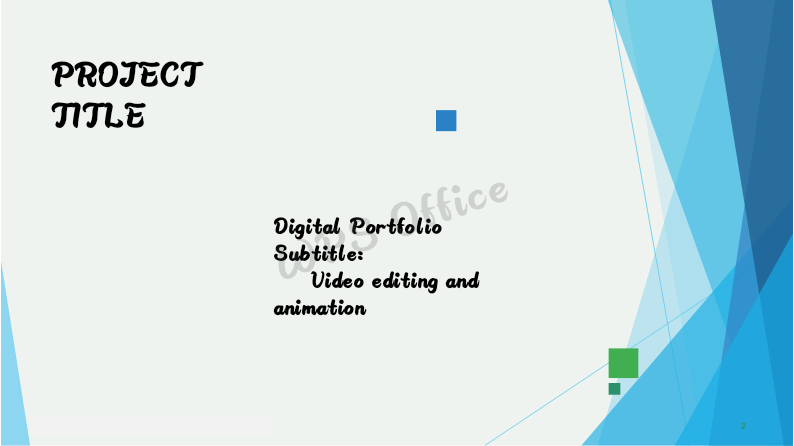 PROJECT
TITLE
WPS Office
Digital Portfolio
Subtitle:
Video editing and
animation
2